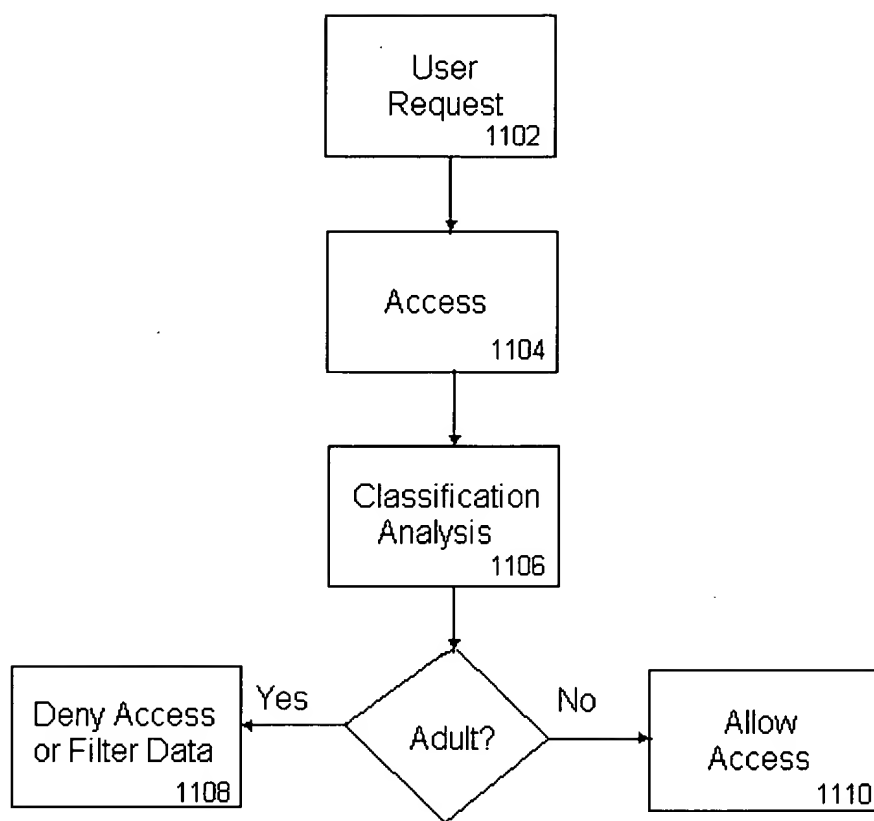 User
Request
1102
Access
1104
Classification
Analysis
1106
Yes
No
Deny Access
or Filter Data
1108
Adult?
Allow
Access
1110